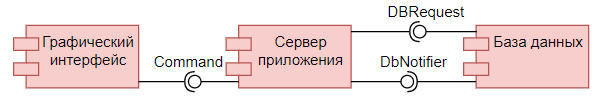 DBRequest
Графический
интерфейс
Command
Сервер
приложения
DbNotifier
База данных